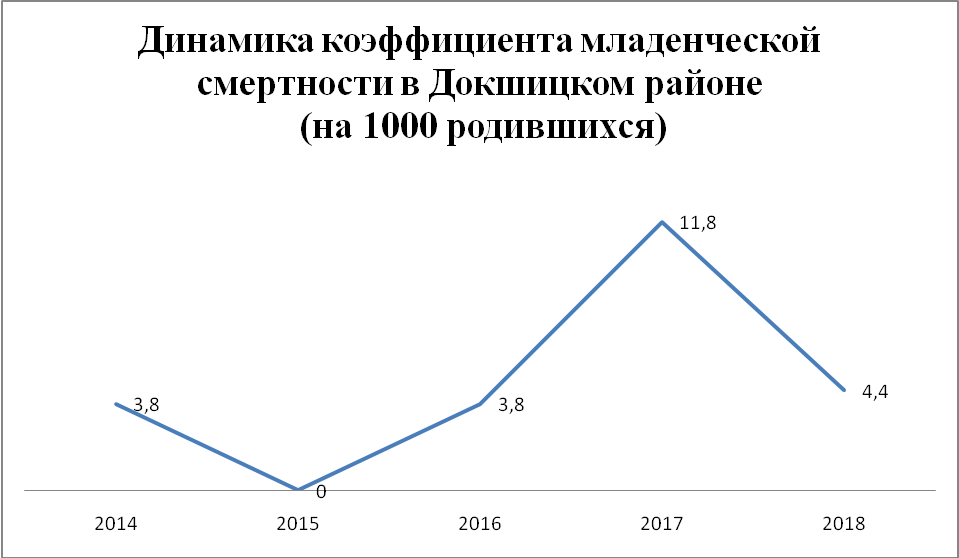 Динамика коэффициента младенческой
смертности в Докшицком районе
(на 1000 родившихся)
11,8
4,4
3,8
3,8
0
2014 2015 2016 2017 2018